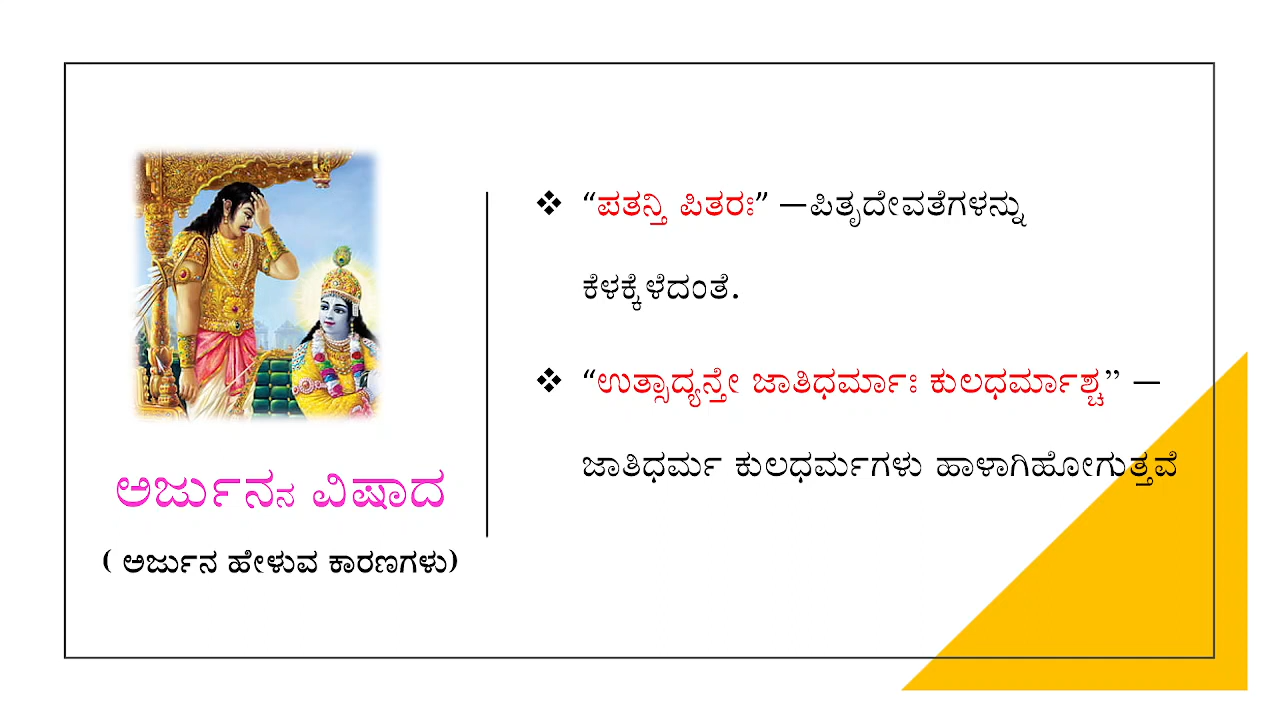 ❖ “ಪತನ್ತಿ ಪಿತರಃ” —ಪಿತೃದೇವತೆಗಳನ್ನು
ಕೆಳಕ್ಕೆಳೆದಂತೆ.
❖ “ಉತ್ಸಾದ್ಯನ್ತೇ ಜಾತಿಧರ್ಮಾಃ ಕುಲಧರ್ಮಾಶ್ಚ” —
ಜಾತಿಧರ್ಮ ಕುಲಧರ್ಮಗಳು ಹಾಳಾಗಿಹೋಗುತ್ತವೆ
ಅರ್ಜುನನ ವಿಷಾದ
( ಅರ್ಜುನ ಹೇಳುವ ಕಾರಣಗಳು)